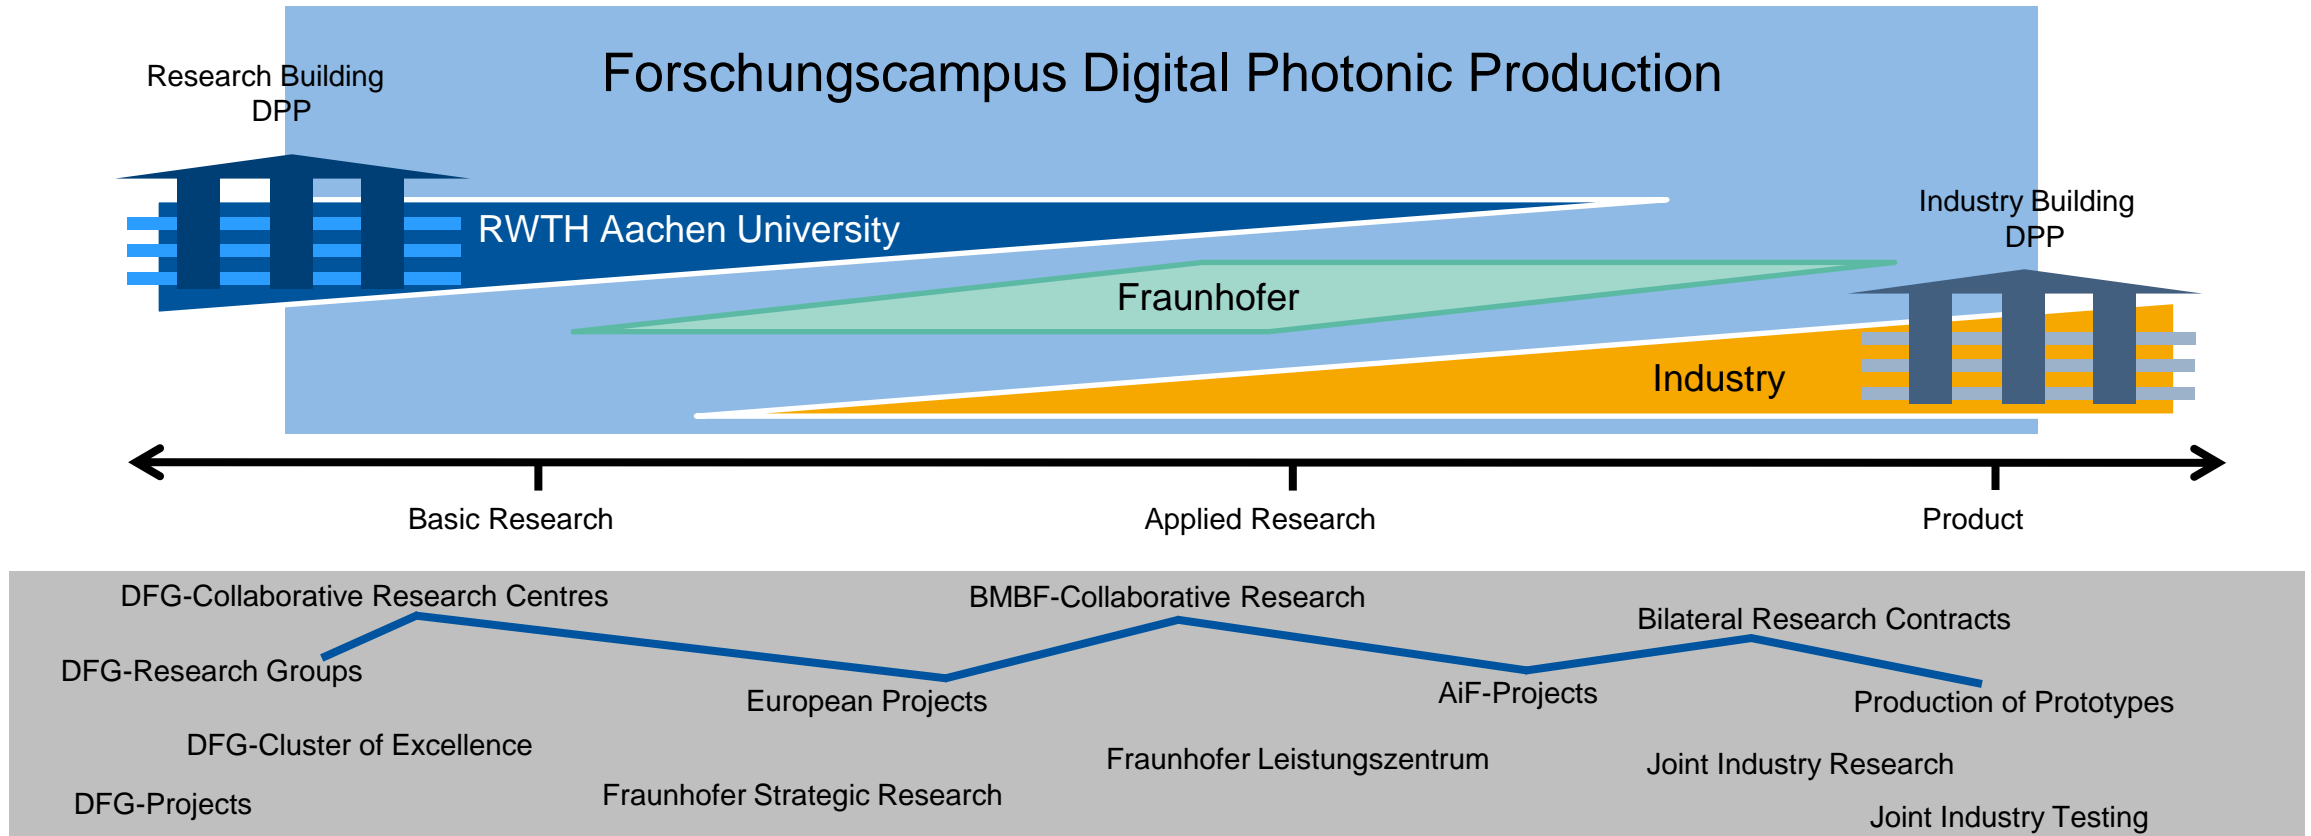 Forschungscampus Digital Photonic Production
Research Building
DPP
RWTH Aachen University
Industry Building
DPP
Fraunhofer
Industry
Basic Research
Applied Research
Product
DFG-Collaborative Research Centres
BMBF-Collaborative Research
Bilateral Research Contracts
DFG-Research Groups
European Projects
AiF-Projects
Production of Prototypes
DFG-Cluster of Excellence
Fraunhofer Leistungszentrum
Joint Industry Research
DFG-Projects
Fraunhofer Strategic Research
Joint Industry Testing